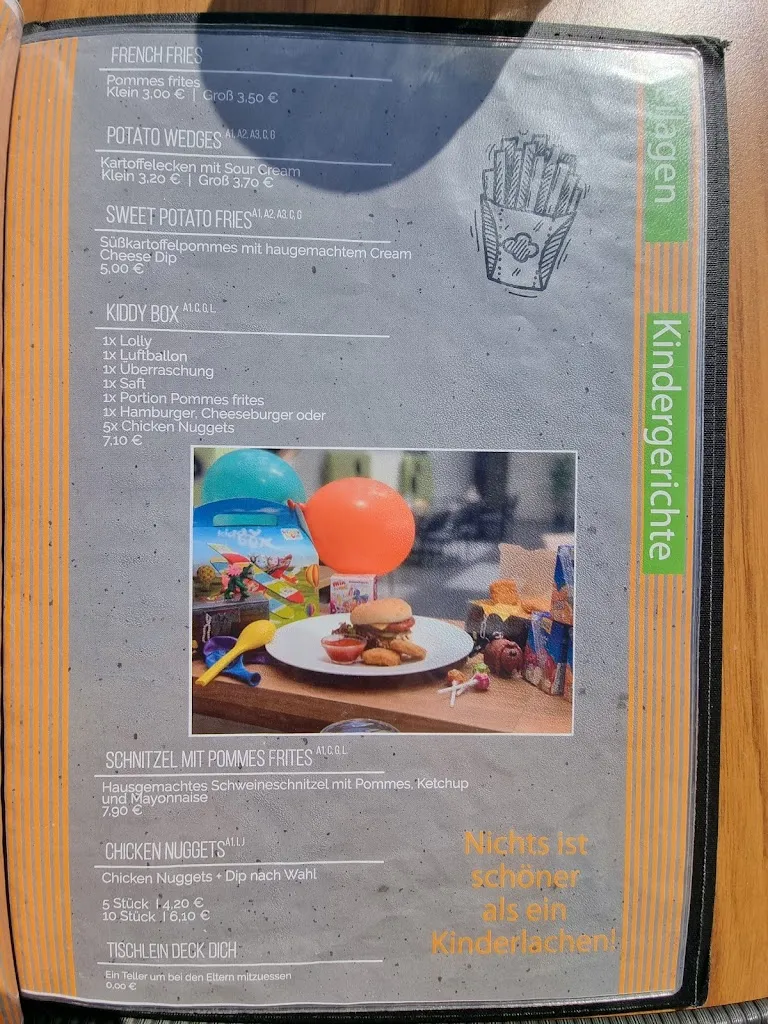 FRENCH FRIES
Pommes frites
Klein 3,00 € | Groß 3,50 €
POTATO WEDGES A1, A2, A3, C, G
Kartoffelecken mit Sour Cream
Klein 3,20 € | Groß 3,70 €
SWEET POTATO FRIES A1, A2, A3, C, G
Süßkartoffelpommes mit haugemachtem Cream
Cheese Dip
5,00 €
KIDDY BOX A1, C, G, L,
1x Lolly
1x Luftballon
1x Überraschung
1x Saft
1x Portion Pommes frites
1x Hamburger, Cheeseburger oder
5x Chicken Nuggets
7,10 €
SCHNITZEL MIT POMMES FRITES A1, C, G, L,
Hausgemachtes Schweineschnitzel mit Pommes, Ketchup
und Mayonnaise
7,90 €
CHICKEN NUGGETS A1, I, J
Chicken Nuggets + Dip nach Wahl
5 Stück I 4,20 €
10 Stück I 6,10 €
TISCHLEIN DECK DICH
Ein Teller um bei den Eltern mitzuessen
0,00 €
Nichts ist
schöner
als ein
Kinderlachen!
Kindergerichte